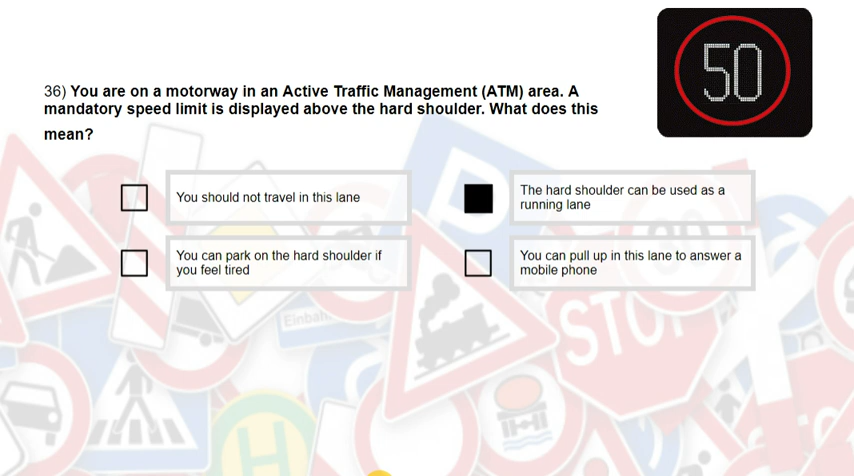 50
36) You are on a motorway in an Active Traffic Management (ATM) area. A
mandatory speed limit is displayed above the hard shoulder. What does this
mean?
You should not travel in this lane
The hard shoulder can be used as a
running lane
You can park on the hard shoulder if
you feel tired
You can pull up in this lane to answer a
mobile phone
30
STOP
H